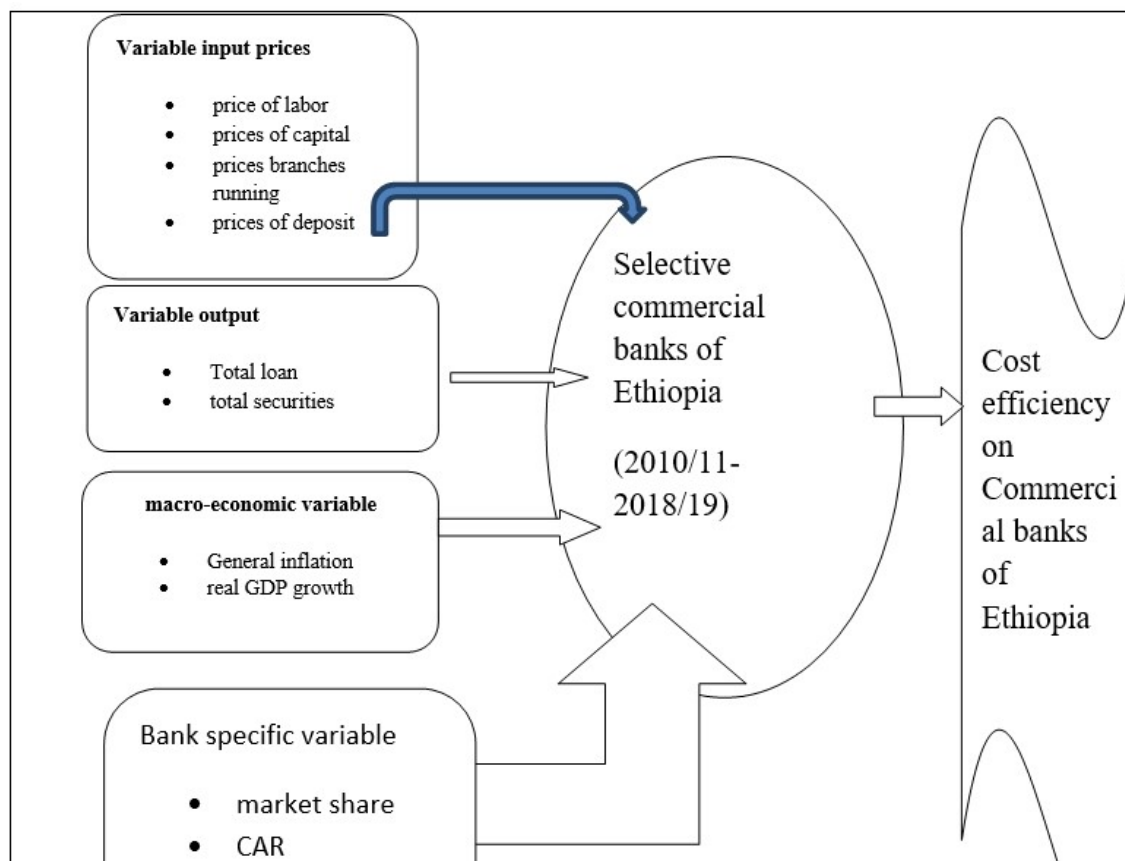 Variable input prices
• price of labor
• prices of capital
• prices branches
running
• prices of deposit
Variable output
• Total loan
• total securities
macro-economic variable
• General inflation
• real GDP growth
Bank specific variable
• market share
• CAR
Selective
commercial
banks of
Ethiopia
(2010/11-
2018/19)
Cost
efficiency
on
Commerci
al banks
of
Ethiopia